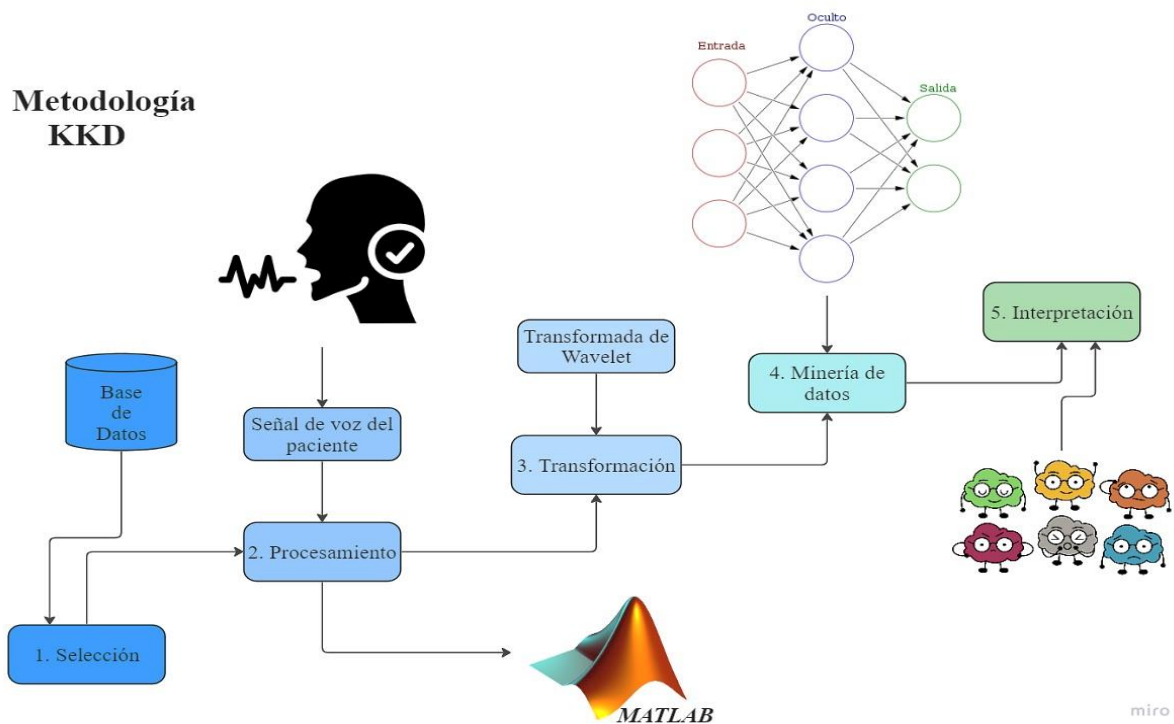 Metodología
KKD
Oculto
Entrada
Salida
Base
de
Datos
Señal de voz del
paciente
Transformada de
Wavelet
1. Selección
2. Procesamiento
3. Transformación
4. Minería de
datos
5. Interpretación
MATLAB
miro